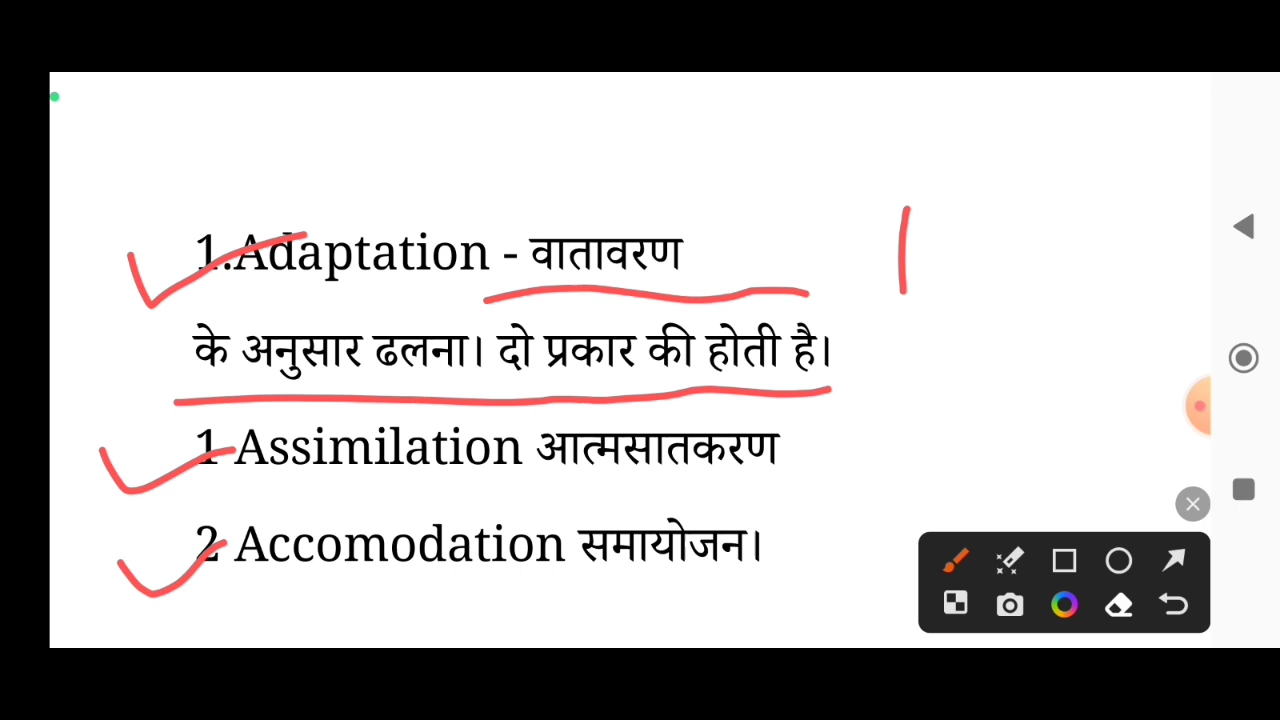 1.Adaptation - वातावरण
के अनुसार ढलना। दो प्रकार की होती है।
1 Assimilation आत्मसातकरण
2 Accomodation समायोजन।